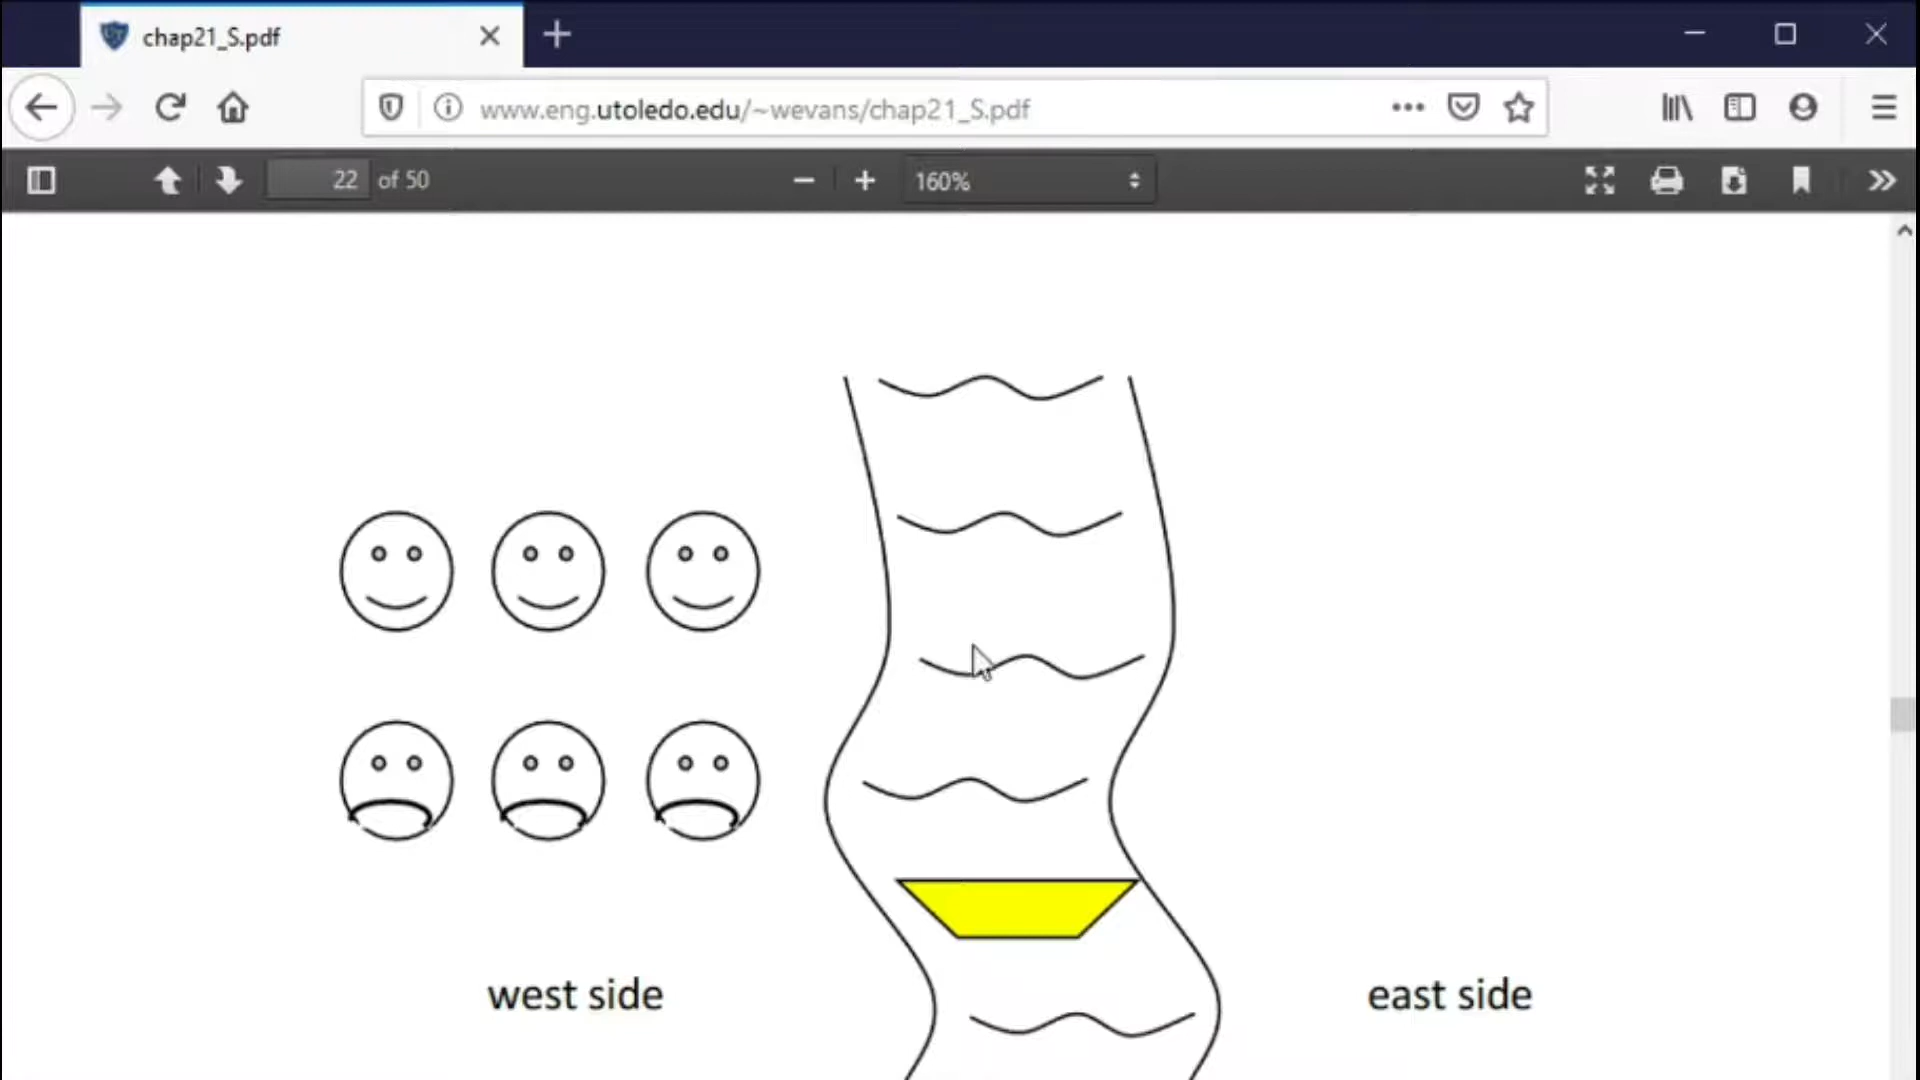 chap21_S.pdf
www.eng.utoledo.edu/~wevans/chap21_S.pdf
22 of 50
160%
west side
east side